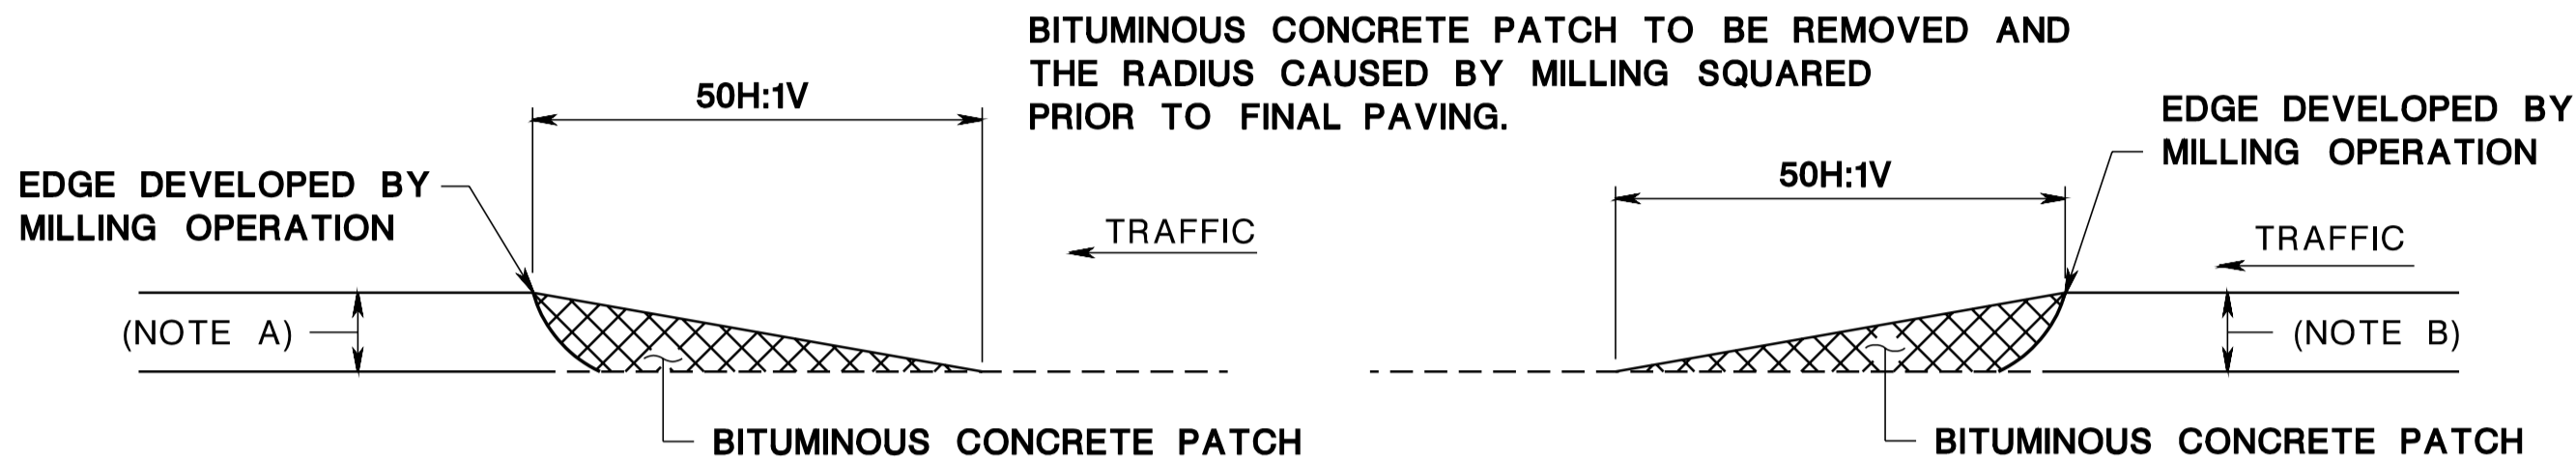 BITUMINOUS CONCRETE PATCH TO BE REMOVED AND
THE RADIUS CAUSED BY MILLING SQUARED
PRIOR TO FINAL PAVING.
50H:1V
EDGE DEVELOPED BY
MILLING OPERATION
TRAFFIC
(NOTE A)
BITUMINOUS CONCRETE PATCH
EDGE DEVELOPED BY
MILLING OPERATION
50H:1V
TRAFFIC
(NOTE B)
BITUMINOUS CONCRETE PATCH